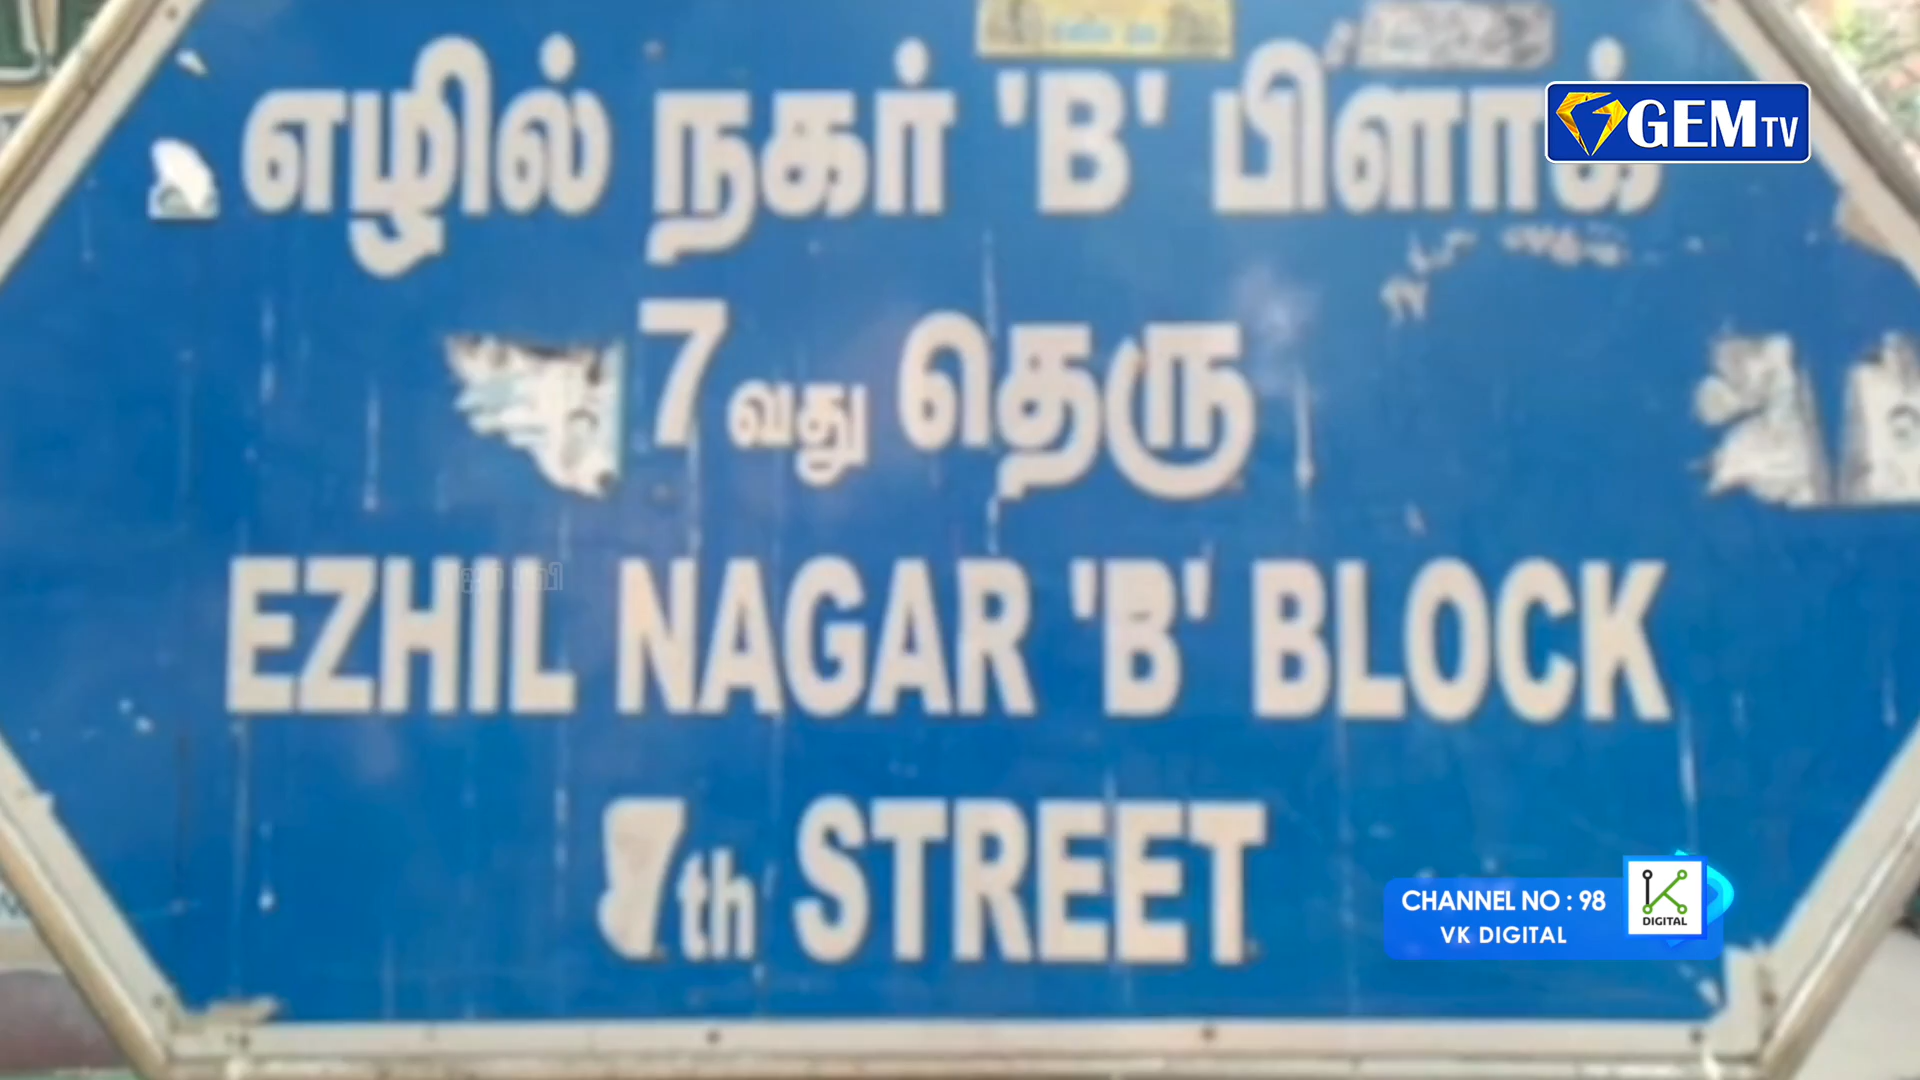 எழில் நகர் 'B' பிளாக்
GEM TV
7வது தெரு
EZHIL NAGAR 'B' BLOCK
7th STREET
CHANNEL NO : 98
VK DIGITAL
DIGITAL